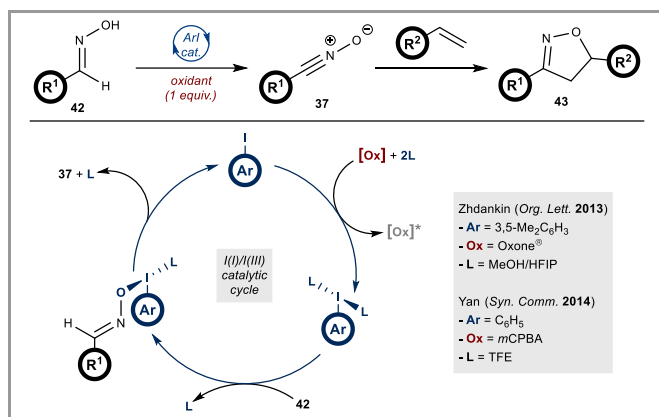 N OH
R¹ H
42
ArI
cat.
oxidant
(1 equiv.)
N⊕ O⊖
R¹
37
R²
N O
R¹ R²
43
I
Ar
37 + L
[Ox] + 2L
[Ox]*
I(I)/I(III)
catalytic
cycle
L
O I
Ar
H N
R¹
L I L
Ar
L
42
Zhdankin (Org. Lett. 2013)
- Ar = 3,5-Me₂C₆H₃
- Ox = Oxone®
- L = MeOH/HFIP
Yan (Syn. Comm. 2014)
- Ar = C₆H₅
- Ox = mCPBA
- L = TFE